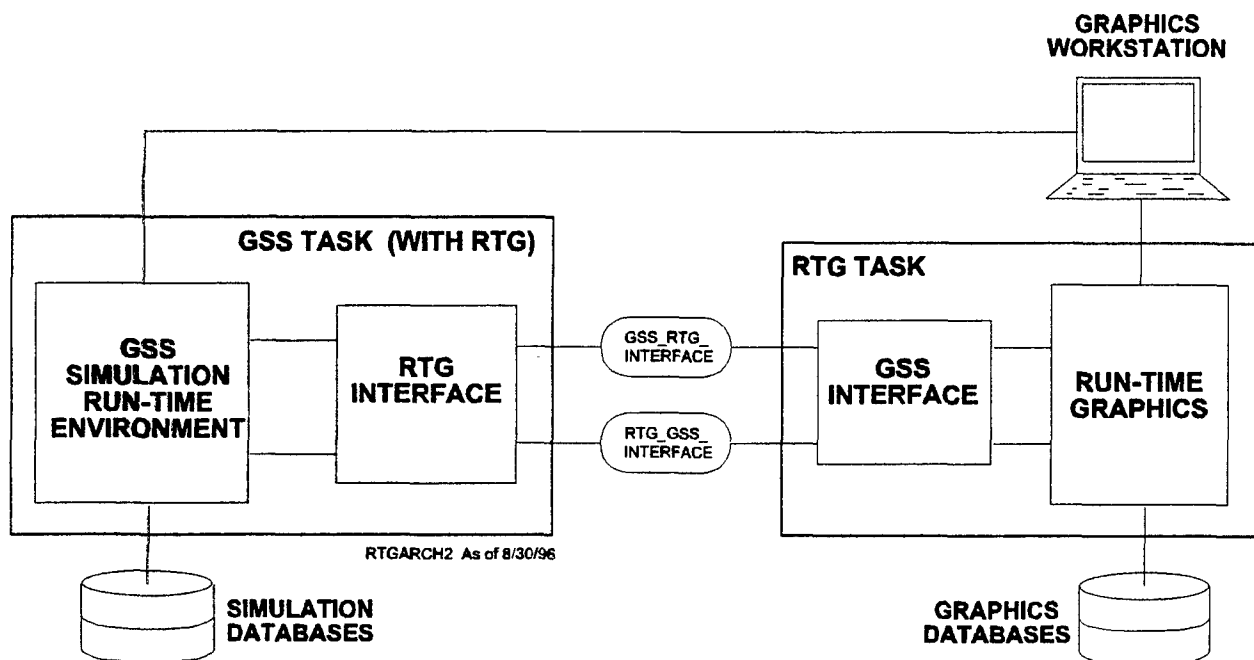 GRAPHICS
WORKSTATION
GSS TASK (WITH RTG)
RTG TASK
GSS
SIMULATION
RUN-TIME
ENVIRONMENT
RTG
INTERFACE
GSS_RTG_
INTERFACE
RTG_GSS_
INTERFACE
GSS
INTERFACE
RUN-TIME
GRAPHICS
RTGARCH2 As of 8/30/96
SIMULATION
DATABASES
GRAPHICS
DATABASES